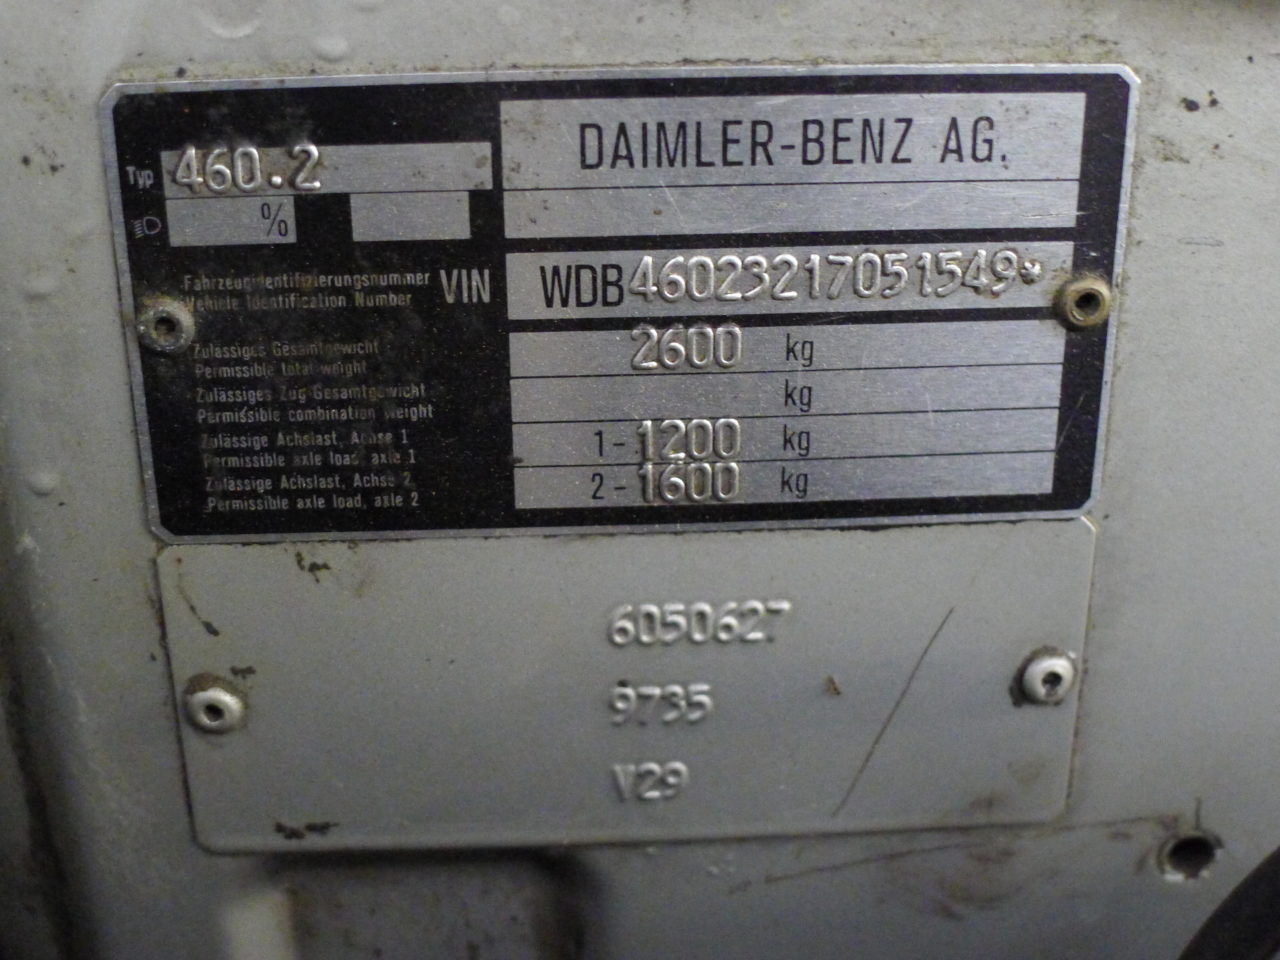 DAIMLER-BENZ AG.
Typ 460.2
%
Fahrzeugidentifizierungsnummer
Vehicle Identification Number
VIN WDB46023217051549*
Zulässiges Gesamtgewicht
Permissible total weight
2600 kg
Zulässiges Zug-Gesamtgewicht
Permissible combination weight
kg
Zulässige Achslast, Achse 1
Permissible axle load, axle 1
1-1200 kg
Zulässige Achslast, Achse 2
Permissible axle load, axle 2
2-1600 kg
6050627
9735
V29